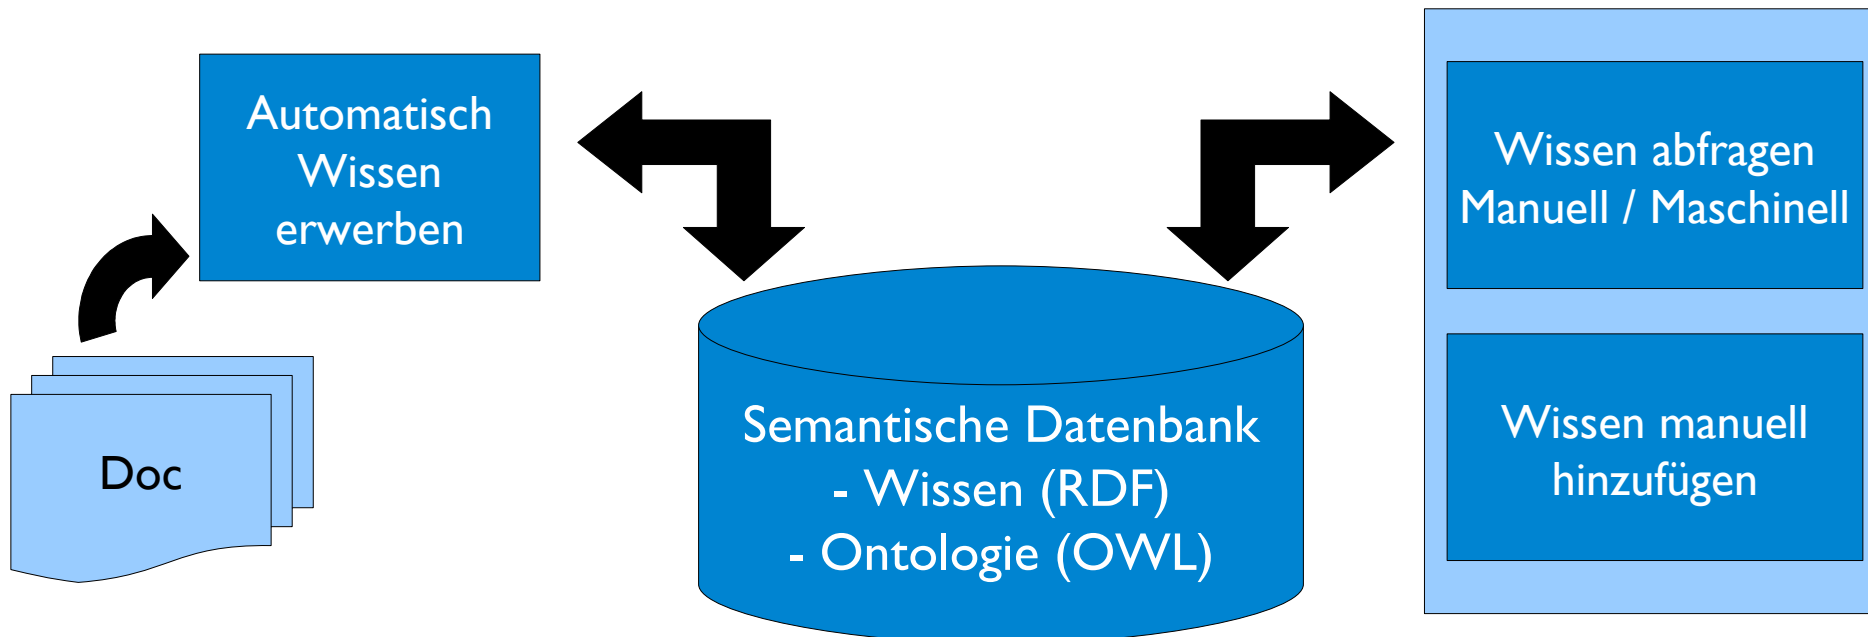 Automatisch
Wissen
erwerben
Doc
Semantische Datenbank
- Wissen (RDF)
- Ontologie (OWL)
Wissen abfragen
Manuell / Maschinell
Wissen manuell
hinzufügen